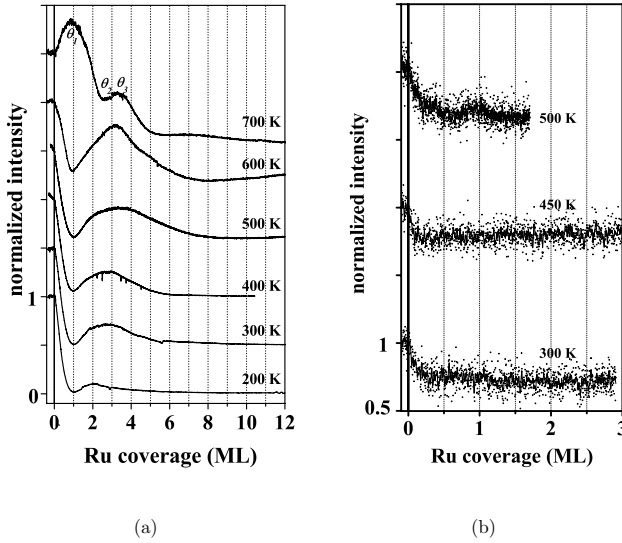 normalized intensity
θ1
θ2 θ3
700 K
600 K
500 K
400 K
300 K
200 K
1
0
0 2 4 6 8 10 12
Ru coverage (ML)
(a)
normalized intensity
500 K
450 K
300 K
1
0.5
0 1 2 3
Ru coverage (ML)
(b)